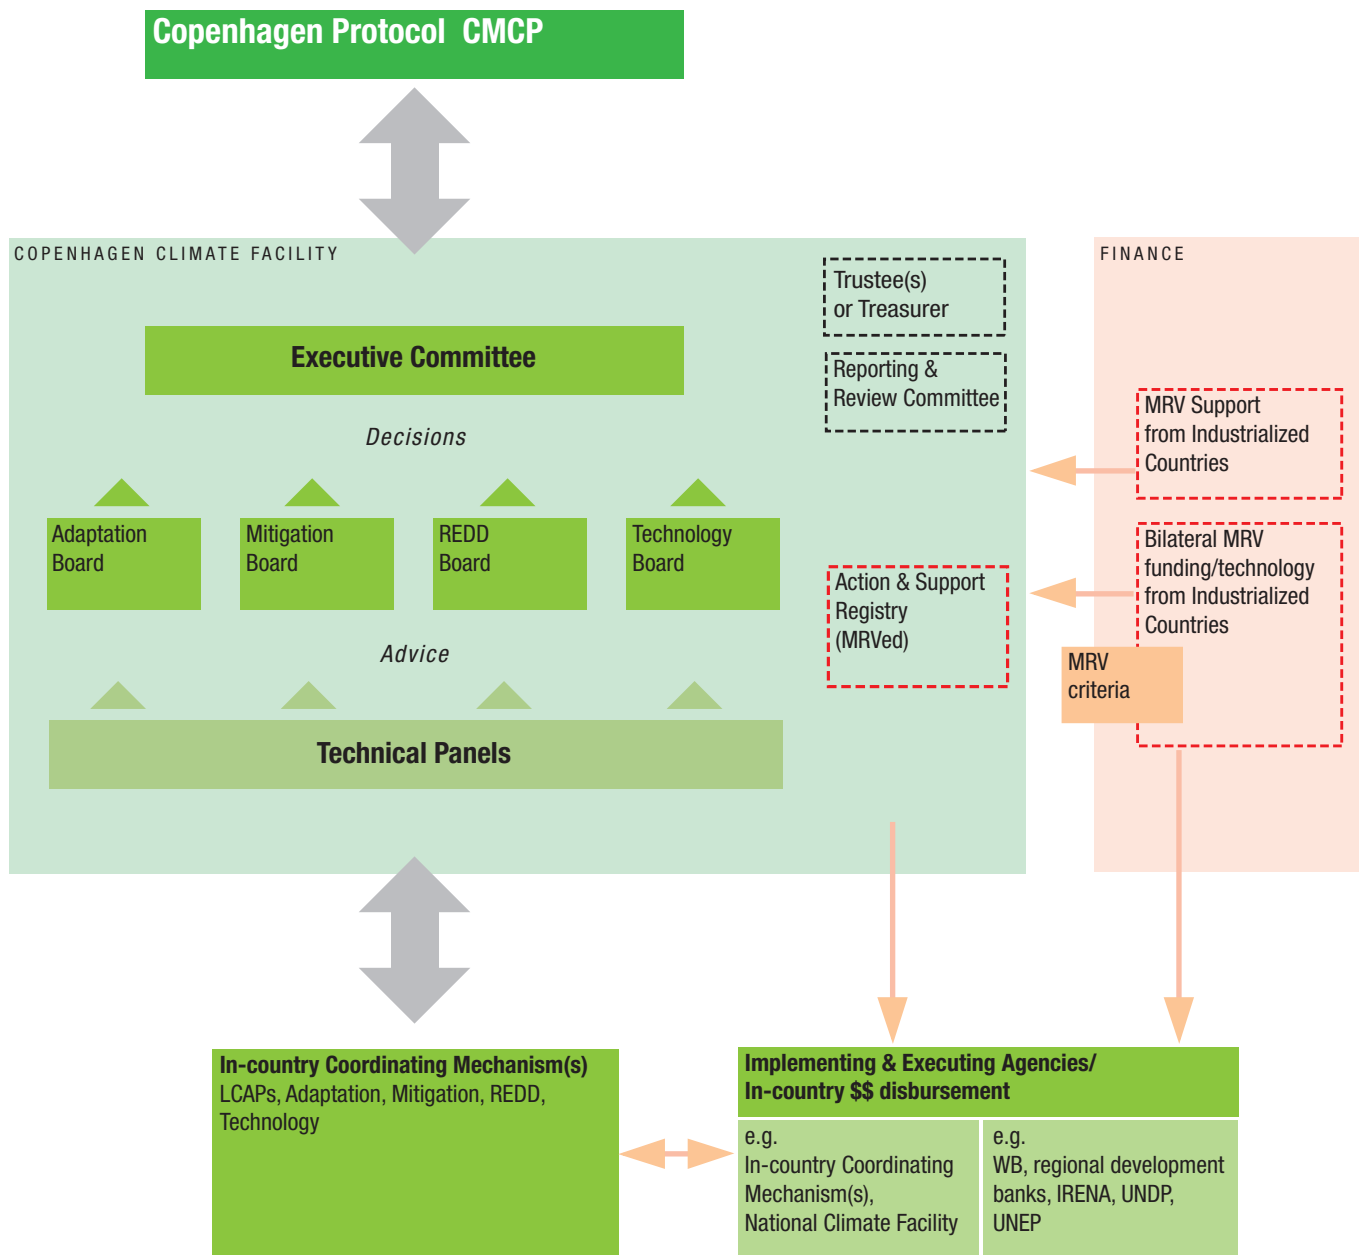 Copenhagen Protocol CMCP
COPENHAGEN CLIMATE FACILITY
Trustee(s)
or Treasurer
Executive Committee
Reporting &
Review Committee
Decisions
Adaptation
Board
Mitigation
Board
REDD
Board
Technology
Board
Action & Support
Registry
(MRVed)
Advice
Technical Panels
FINANCE
MRV Support
from Industrialized
Countries
Bilateral MRV
funding/technology
from Industrialized
Countries
MRV
criteria
In-country Coordinating Mechanism(s)
LCAPs, Adaptation, Mitigation, REDD,
Technology
Implementing & Executing Agencies/
In-country $$ disbursement
e.g.
In-country Coordinating
Mechanism(s),
National Climate Facility
e.g.
WB, regional development
banks, IRENA, UNDP,
UNEP